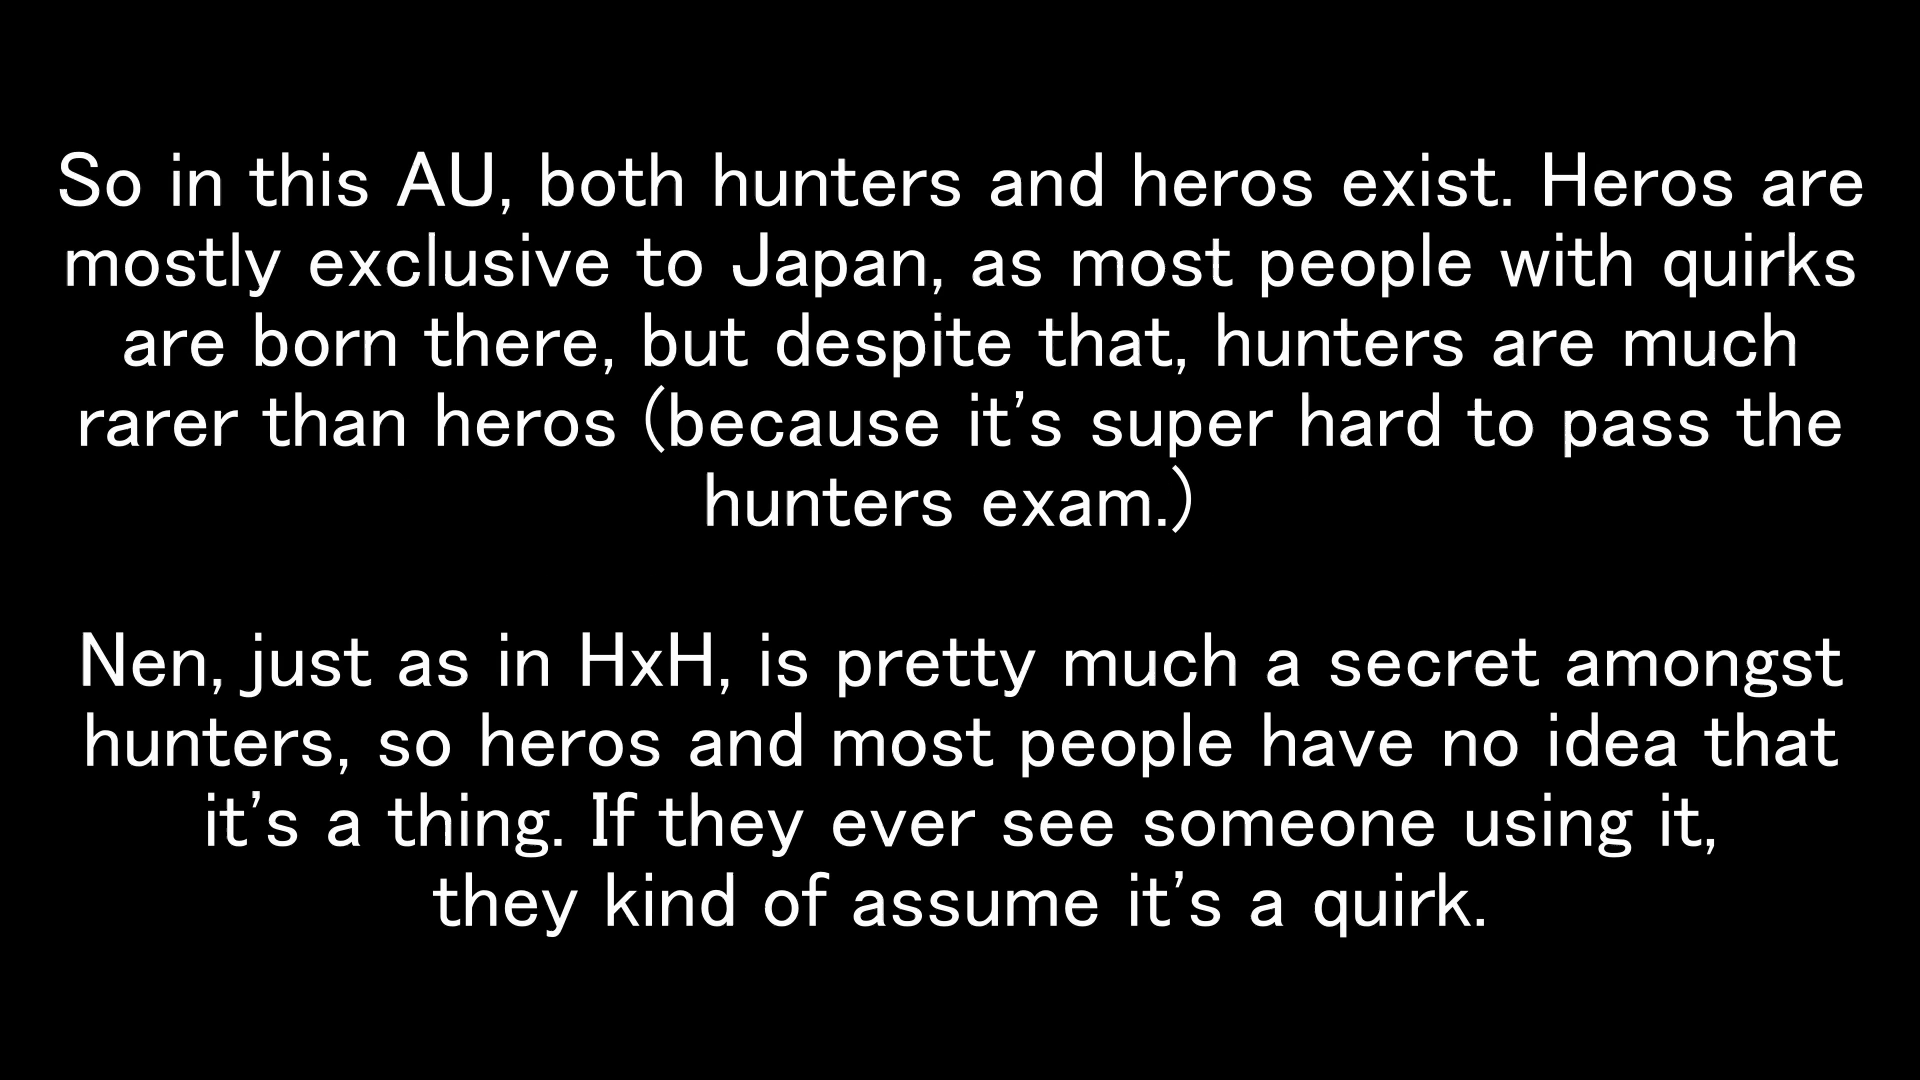 So in this AU, both hunters and heros exist. Heros are
mostly exclusive to Japan, as most people with quirks
are born there, but despite that, hunters are much
rarer than heros (because it’s super hard to pass the
hunters exam.)
Nen, just as in HxH, is pretty much a secret amongst
hunters, so heros and most people have no idea that
it’s a thing. If they ever see someone using it,
they kind of assume it’s a quirk.